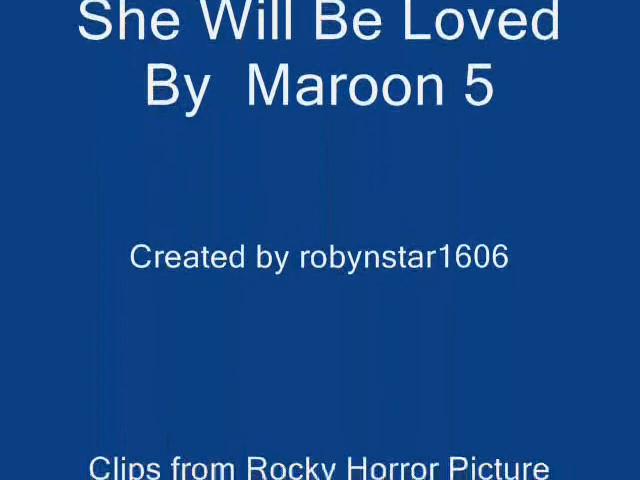 She Will Be Loved
By  Maroon 5
Created by robynstar1606
Clips from Rocky Horror Picture